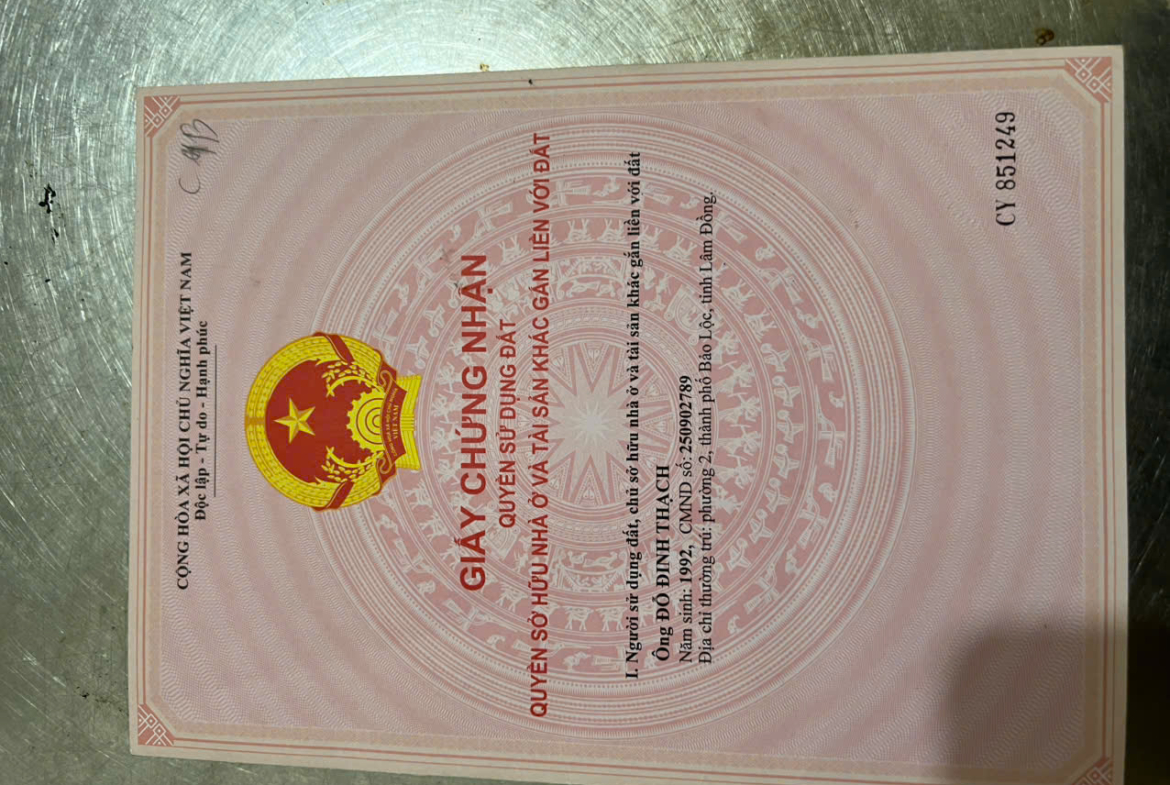 CỘNG HÒA XÃ HỘI CHỦ NGHĨA VIỆT NAM
Độc lập - Tự do - Hạnh phúc
GIẤY CHỨNG NHẬN
QUYỀN SỬ DỤNG ĐẤT
QUYỀN SỞ HỮU NHÀ Ở VÀ TÀI SẢN KHÁC GẮN LIỀN VỚI ĐẤT
I. Người sử dụng đất, chủ sở hữu nhà ở và tài sản khác gắn liền với đất
Ông ĐỖ ĐINH THẠCH
Năm sinh: 1992, CMND số: 250902789
Địa chỉ thường trú: phường 2, thành phố Bảo Lộc, tỉnh Lâm Đồng.
CY 851249